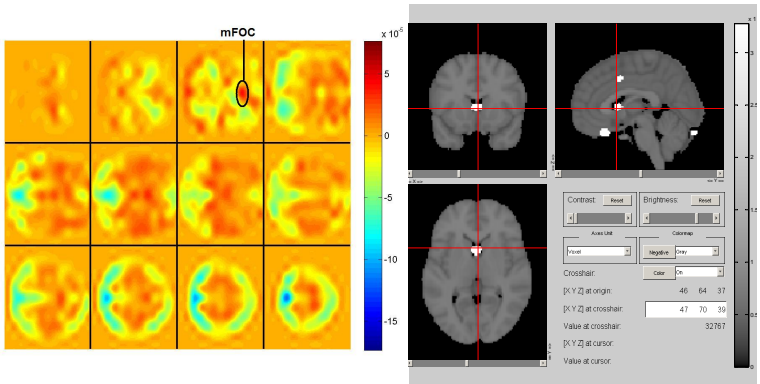 mFOC
x 10⁻⁵
5
0
-5
-10
-15
Contrast:
Reset
Brightness:
Reset
Axes Unit
Colormap
Voxel
Negative
Gray
Crosshair:
Color
On
[X Y Z] at origin:
46 64 37
[X Y Z] at crosshair:
47 70 39
Value at crosshair:
32767
[X Y Z] at cursor:
Value at cursor:
x 1
3
2.5
2
1.5
1
0.5
0